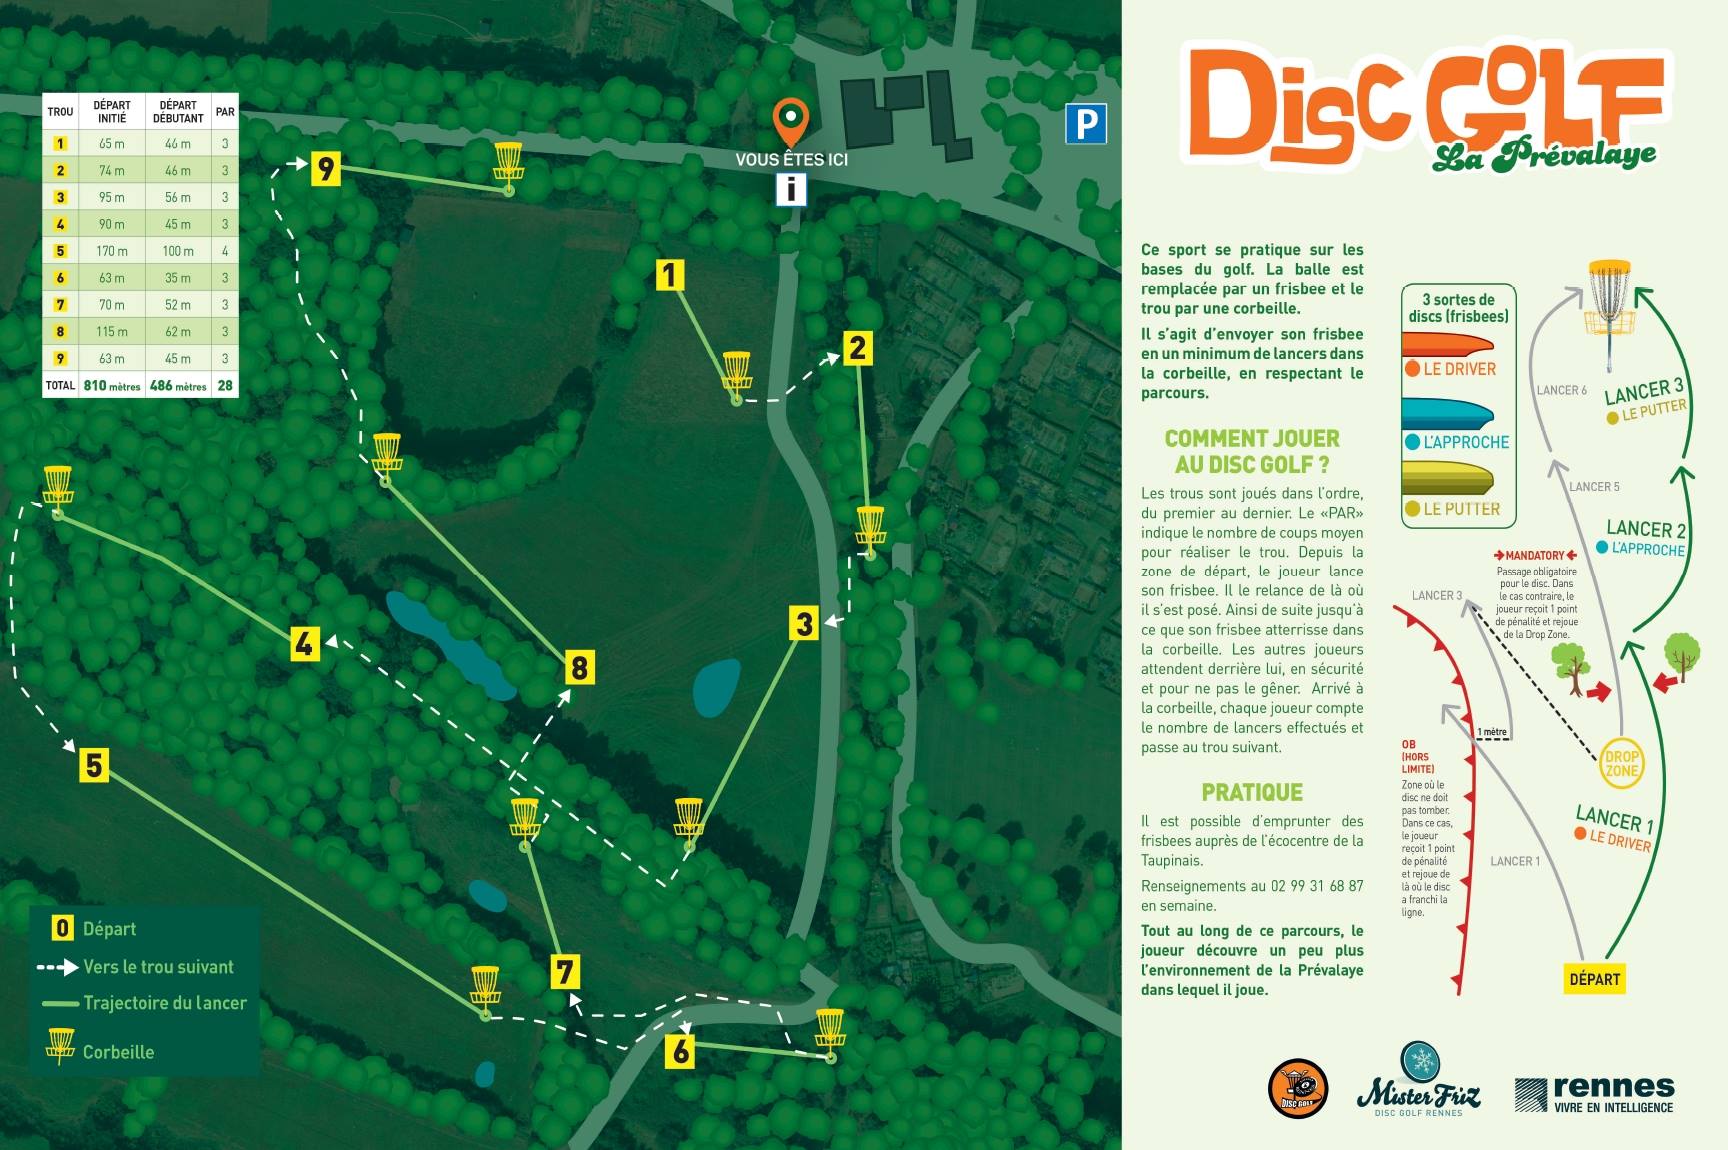 TROU DÉPART INITIÉ DÉPART DÉBUTANT PAR
1 65 m 46 m 3
2 74 m 46 m 3
3 95 m 56 m 3
4 90 m 45 m 3
5 170 m 100 m 4
6 63 m 35 m 3
7 70 m 52 m 3
8 115 m 62 m 3
9 63 m 45 m 3
TOTAL 810 mètres 486 mètres 28
9
VOUS ÊTES ICI
i
P
1
2
3
4
8
5
7
6
0 Départ
Vers le trou suivant
Trajectoire du lancer
Corbeille
DISC GOLF
La Prévalaye
Ce sport se pratique sur les
bases du golf. La balle est
remplacée par un frisbee et le
trou par une corbeille.
Il s'agit d'envoyer son frisbee
en un minimum de lancers dans
la corbeille, en respectant le
parcours.
COMMENT JOUER
AU DISC GOLF ?
Les trous sont joués dans l'ordre,
du premier au dernier. Le «PAR»
indique le nombre de coups moyen
pour réaliser le trou. Depuis la
zone de départ, le joueur lance
son frisbee. Il le relance de là où
il s'est posé. Ainsi de suite jusqu'à
ce que son frisbee atterrisse dans
la corbeille. Les autres joueurs
attendent derrière lui, en sécurité
et pour ne pas le gêner. Arrivé à
la corbeille, chaque joueur compte
le nombre de lancers effectués et
passe au trou suivant.
PRATIQUE
Il est possible d'emprunter des
frisbees auprès de l'écocentre de la
Taupinais.
Renseignements au 02 99 31 68 87
en semaine.
Tout au long de ce parcours, le
joueur découvre un peu plus
l'environnement de la Prévalaye
dans lequel il joue.
3 sortes de
discs (frisbees)
LE DRIVER
L'APPROCHE
LE PUTTER
LANCER 6
LANCER 3
LE PUTTER
LANCER 5
LANCER 2
L'APPROCHE
MANDATORY
Passage obligatoire
pour le disc. Dans
le cas contraire, le
joueur reçoit 1 point
de pénalité et rejoue
de la Drop Zone.
LANCER 3
1 mètre
DROP
ZONE
OB
(HORS
LIMITE)
Zone où le
disc ne doit
pas tomber.
Dans ce cas,
le joueur
reçoit 1 point
de pénalité
et rejoue de
là où le disc
a franchi la
ligne.
LANCER 1
LE DRIVER
LANCER 1
DÉPART
DISC GOLF
Mister Friz
DISC GOLF RENNES
rennes
VIVRE EN INTELLIGENCE